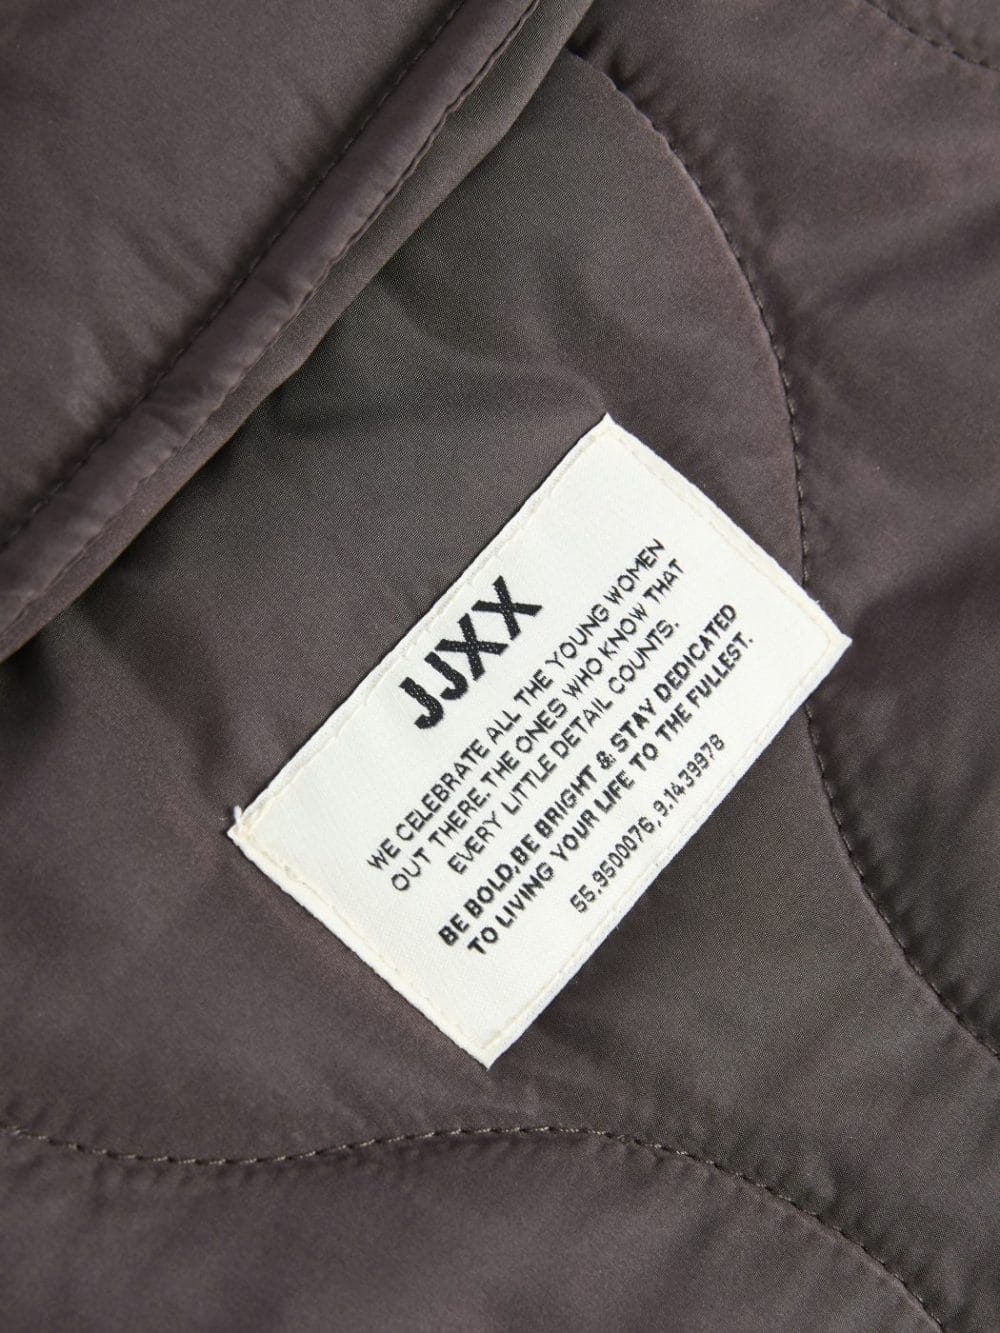 JJXX
WE CELEBRATE ALL THE YOUNG WOMEN
OUT THERE. THE ONES WHO KNOW THAT
EVERY LITTLE DETAIL COUNTS.
BE BOLD, BE BRIGHT & STAY DEDICATED
TO LIVING YOUR LIFE TO THE FULLEST.
55.9500076,9.1439978